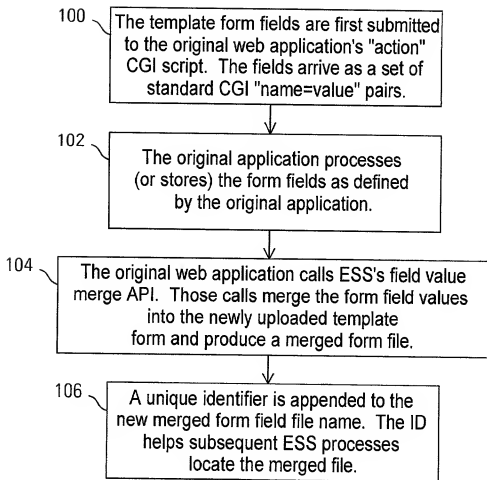 100
The template form fields are first submitted
to the original web application's "action"
CGI script. The fields arrive as a set of
standard CGI "name=value" pairs.
102
The original application processes
(or stores) the form fields as defined
by the original application.
104
The original web application calls ESS's field value
merge API. Those calls merge the form field values
into the newly uploaded template
form and produce a merged form file.
106
A unique identifier is appended to the
new merged form field file name. The ID
helps subsequent ESS processes
locate the merged file.